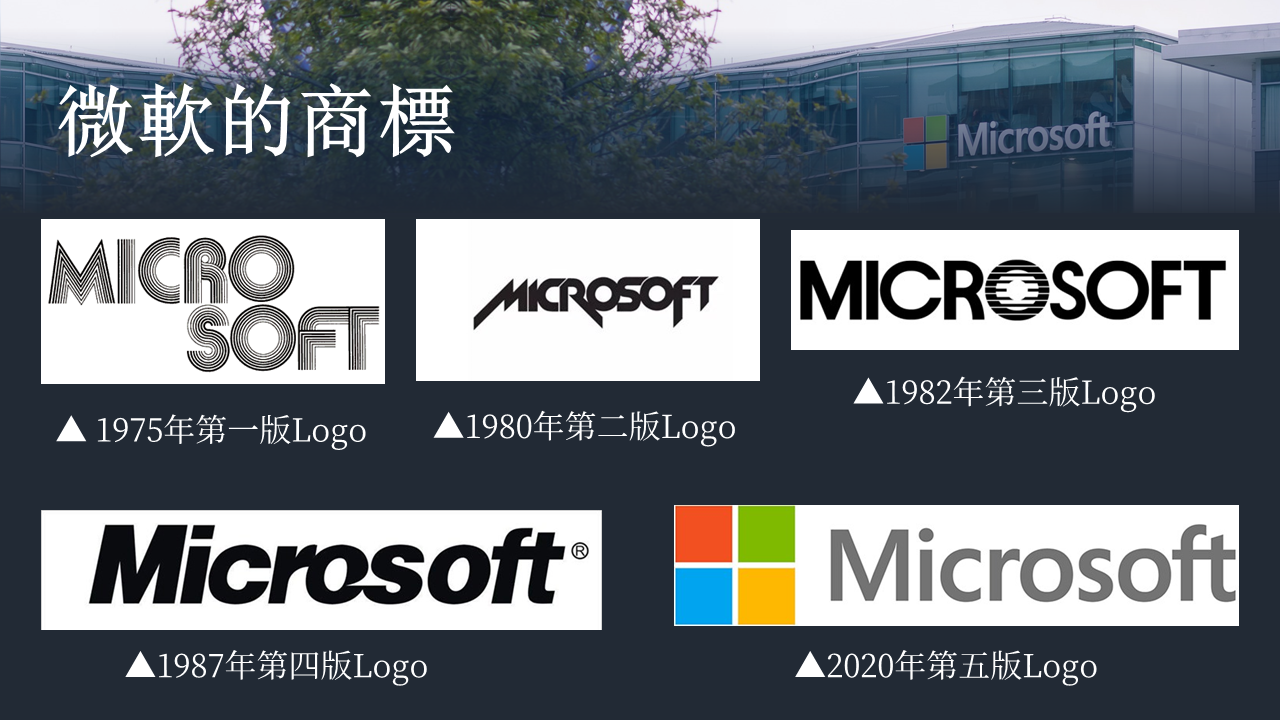 微軟的商標
Microsoft
MICRO
SOFT
MICROSOFT
MICROSOFT
▲ 1975年第一版Logo
▲1980年第二版Logo
▲1982年第三版Logo
Microsoft®
Microsoft
▲1987年第四版Logo
▲2020年第五版Logo